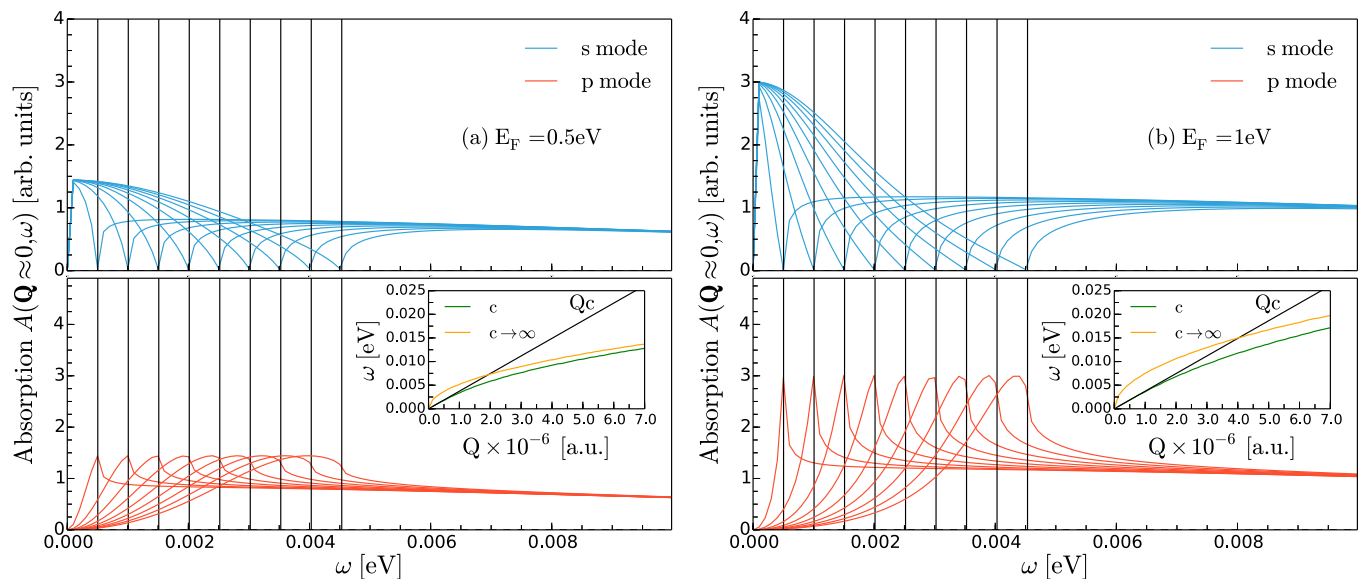 4
3
2
1
0
s mode
p mode
(a) E_F =0.5eV
4
3
2
1
0
0.025
0.020
0.015
0.010
0.005
0.000
ω [eV]
c
c→∞
Qc
0.0 1.0 2.0 3.0 4.0 5.0 6.0 7.0
Q × 10^−6 [a.u.]
0.000 0.002 0.004 0.006 0.008
ω [eV]
Absorption A(Q≈0,ω) [arb. units]
4
3
2
1
0
s mode
p mode
(b) E_F =1eV
4
3
2
1
0
0.025
0.020
0.015
0.010
0.005
0.000
ω [eV]
c
c→∞
Qc
0.0 1.0 2.0 3.0 4.0 5.0 6.0 7.0
Q × 10^−6 [a.u.]
0.000 0.002 0.004 0.006 0.008
ω [eV]
Absorption A(Q≈0,ω) [arb. units]